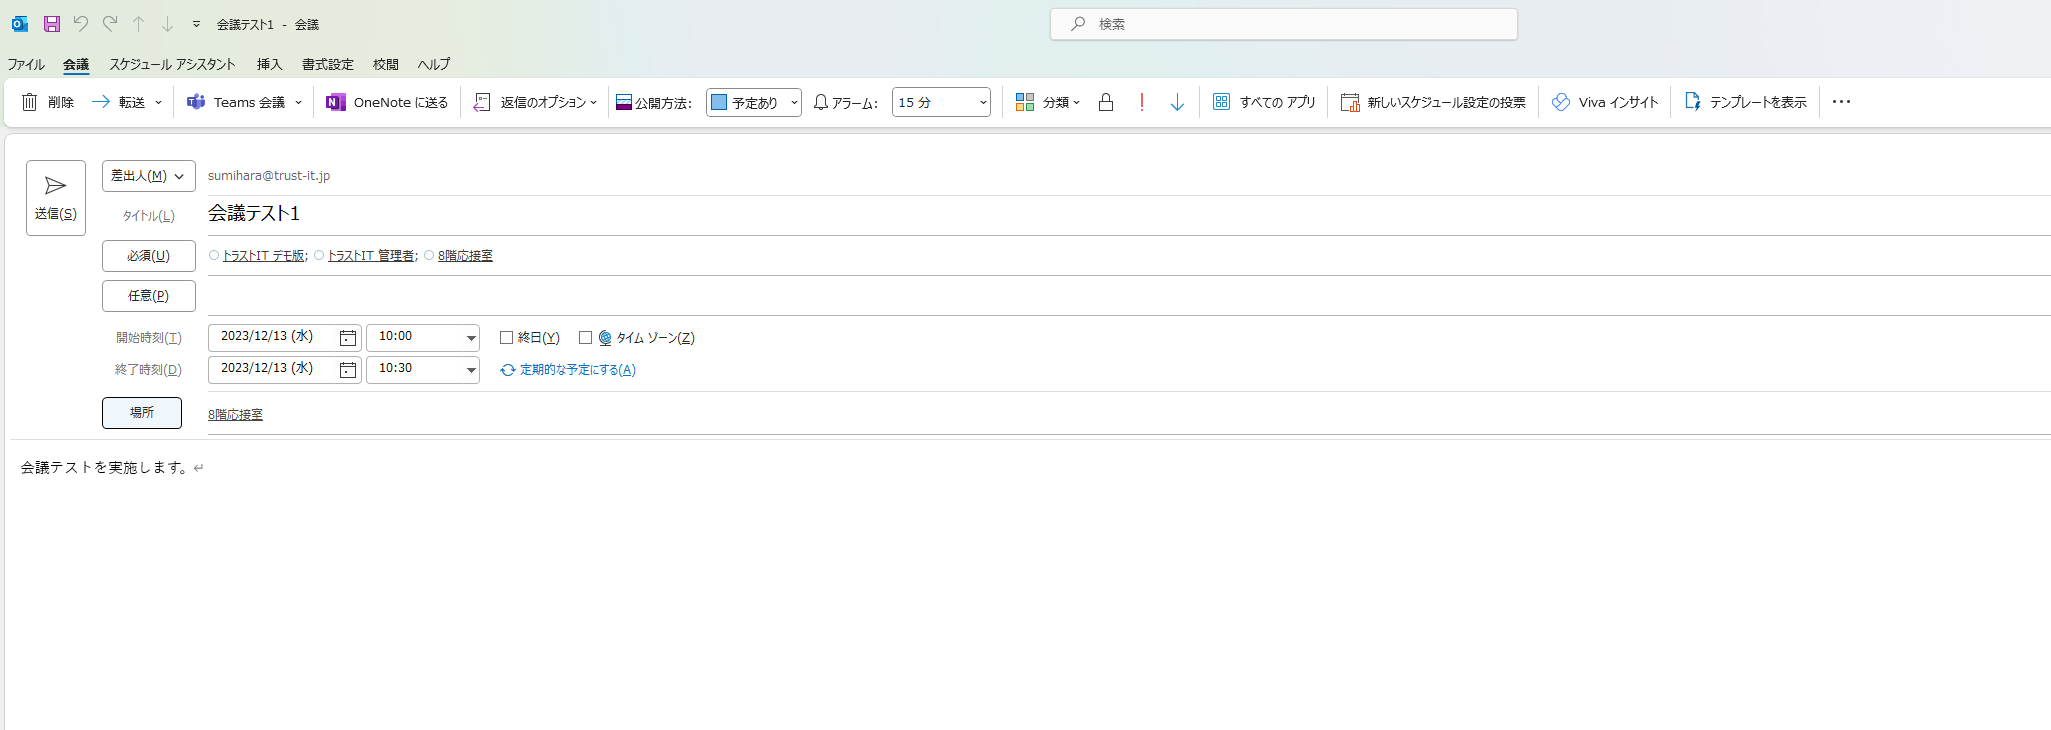 会議テスト1 - 会議
検索
ファイル 会議 スケジュール アシスタント 挿入 書式設定 校閲 ヘルプ
削除 転送 Teams 会議 OneNote に送る 返信のオプション 公開方法: 予定あり アラーム: 15 分 分類 すべての アプリ 新しいスケジュール設定の投票 Viva インサイト テンプレートを表示 …
送信(S)
差出人(M) sumihara@trust-it.jp
タイトル(L) 会議テスト1
必須(U) トラストIT デモ版; トラストIT 管理者; 8階応接室
任意(P)
開始時刻(T) 2023/12/13 (水) 10:00 終日(Y) タイム ゾーン(Z)
終了時刻(D) 2023/12/13 (水) 10:30 定期的な予定にする(A)
場所 8階応接室
会議テストを実施します。↵